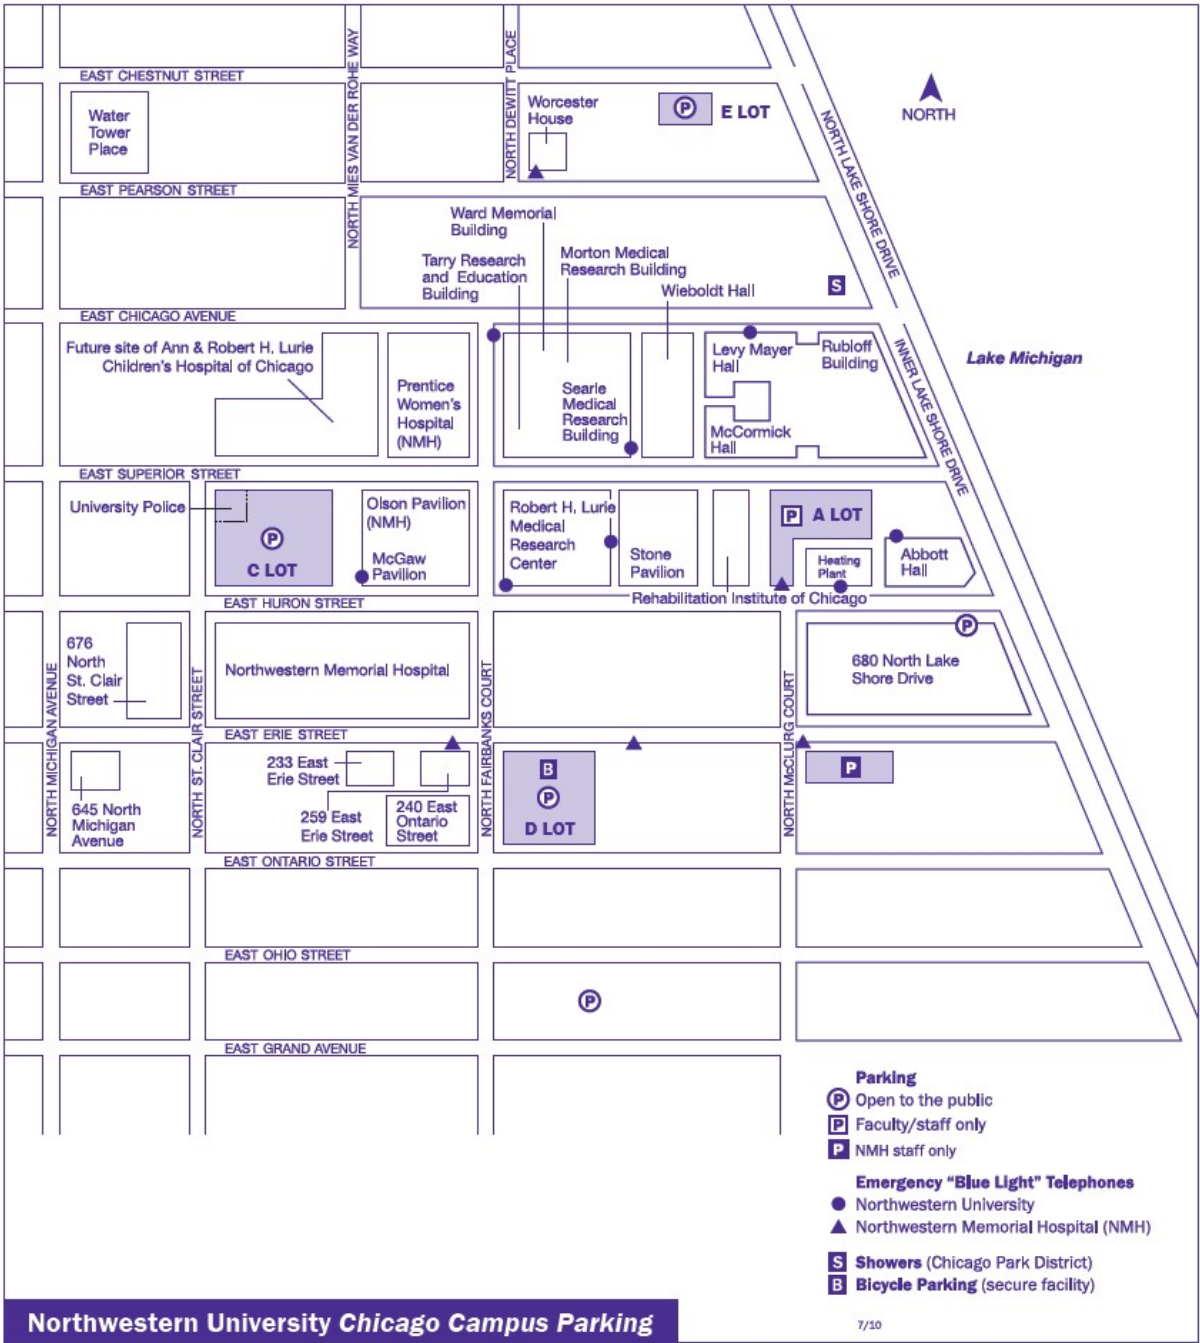 EAST CHESTNUT STREET
NORTH MIES VAN DER ROHE WAY
NORTH DEWITT PLACE
Water
Tower
Place
Worcester
House
P
E LOT
NORTH
NORTH LAKE SHORE DRIVE
EAST PEARSON STREET
Ward Memorial
Building
Tarry Research
and Education
Building
Morton Medical
Research Building
Wieboldt Hall
S
EAST CHICAGO AVENUE
Future site of Ann & Robert H. Lurie
Children's Hospital of Chicago
Prentice
Women's
Hospital
(NMH)
Searle
Medical
Research
Building
Levy Mayer
Hall
Rubloff
Building
McCormick
Hall
INNER LAKE SHORE DRIVE
Lake Michigan
EAST SUPERIOR STREET
University Police
P
C LOT
Olson Pavilion
(NMH)
McGaw
Pavilion
Robert H. Lurie
Medical
Research
Center
Stone
Pavilion
P A LOT
Heating
Plant
Abbott
Hall
Rehabilitation Institute of Chicago
EAST HURON STREET
676
North
St. Clair
Street
Northwestern Memorial Hospital
P
680 North Lake
Shore Drive
NORTH MICHIGAN AVENUE
NORTH ST. CLAIR STREET
NORTH FAIRBANKS COURT
NORTH McCLURG COURT
EAST ERIE STREET
645 North
Michigan
Avenue
233 East
Erie Street
259 East
Erie Street
240 East
Ontario
Street
B
P
D LOT
P
EAST ONTARIO STREET
EAST OHIO STREET
P
EAST GRAND AVENUE
Parking
P Open to the public
P Faculty/staff only
P NMH staff only
Emergency "Blue Light" Telephones
Northwestern University
Northwestern Memorial Hospital (NMH)
S Showers (Chicago Park District)
B Bicycle Parking (secure facility)
Northwestern University Chicago Campus Parking
7/10